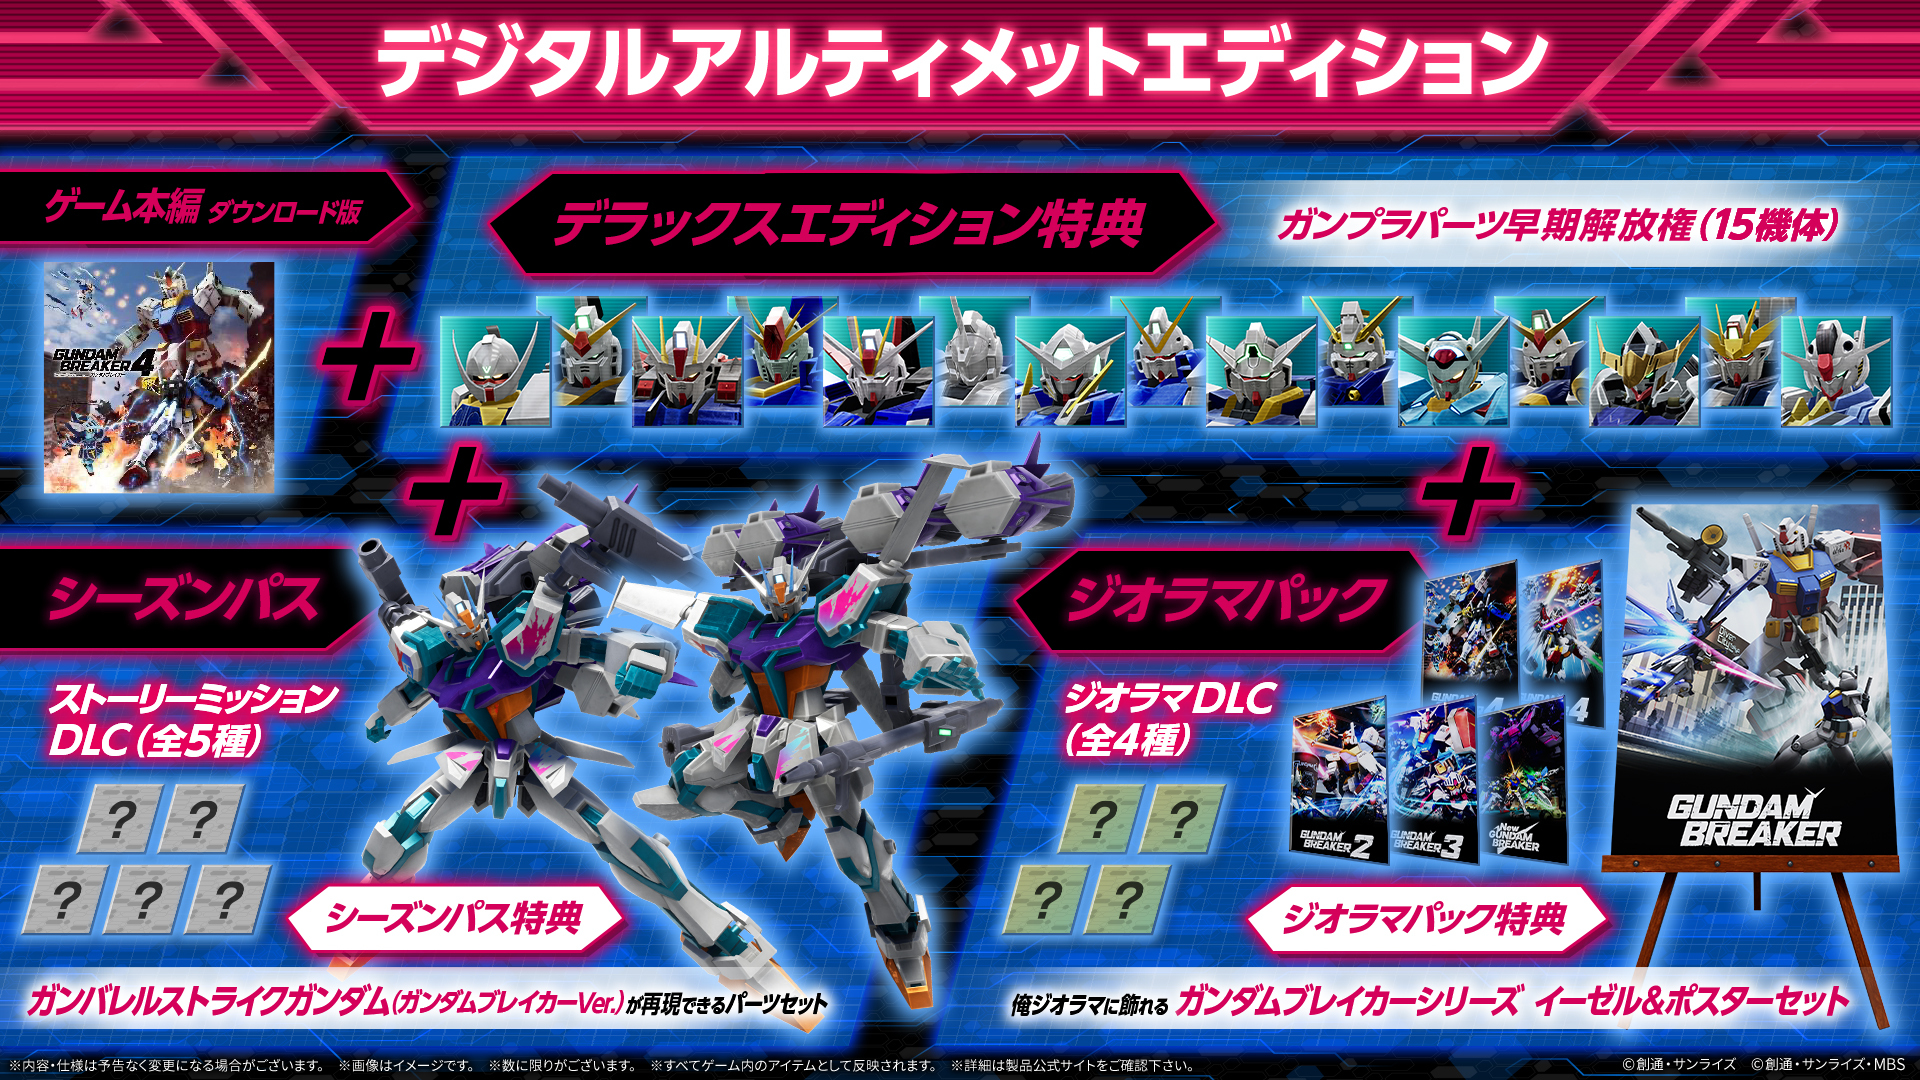 デジタルアルティメットエディション
ゲーム本編 ダウンロード版
デラックスエディション特典
ガンプラパーツ早期解放権(15機体)
GUNDAM
BREAKER 4
シーズンパス
ストーリーミッション
DLC(全5種)
? ?
? ? ?
シーズンパス特典
ガンバレルストライクガンダム(ガンダムブレイカーVer.)が再現できるパーツセット
ジオラマパック
ジオラマDLC
(全4種)
? ?
? ?
4
GUNDAM
BREAKER 2
GUNDAM
BREAKER 3
New
GUNDAM
BREAKER
GUNDAM
BREAKER
ジオラマパック特典
俺ジオラマに飾れる ガンダムブレイカーシリーズ イーゼル&ポスターセット
※内容・仕様は予告なく変更になる場合がございます。 ※画像はイメージです。 ※数に限りがございます。 ※すべてゲーム内のアイテムとして反映されます。 ※詳細は製品公式サイトをご確認下さい。
©創通・サンライズ ©創通・サンライズ・MBS